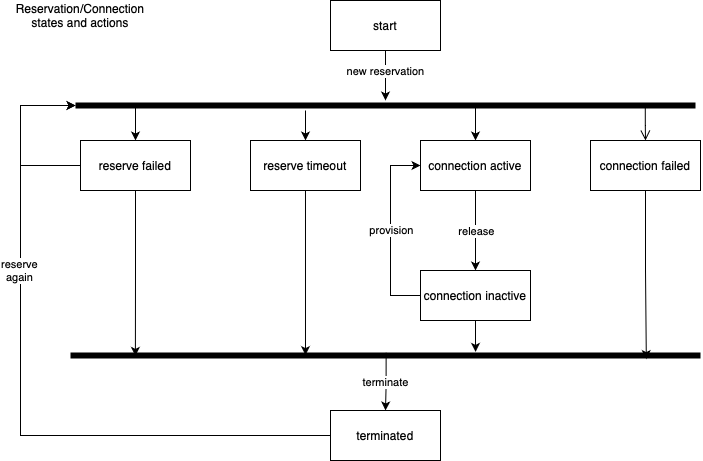 Reservation/Connection
states and actions
start
new reservation
reserve failed
reserve timeout
connection active
connection failed
provision
release
reserve
again
connection inactive
terminate
terminated